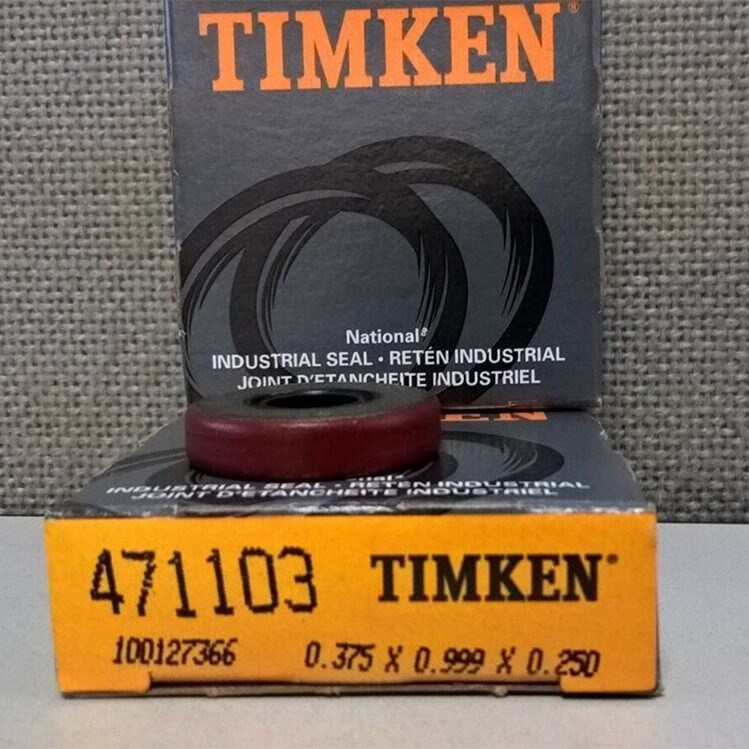 TIMKEN®
National®
INDUSTRIAL SEAL • RETÉN INDUSTRIAL
JOINT D'ETANCHEITE INDUSTRIEL
TIMKEN
INDUSTRIAL SEAL • RETÉN INDUSTRIAL
JOINT D'ETANCHEITE INDUSTRIEL
471103 TIMKEN®
100127366 0.375 X 0.999 X 0.250